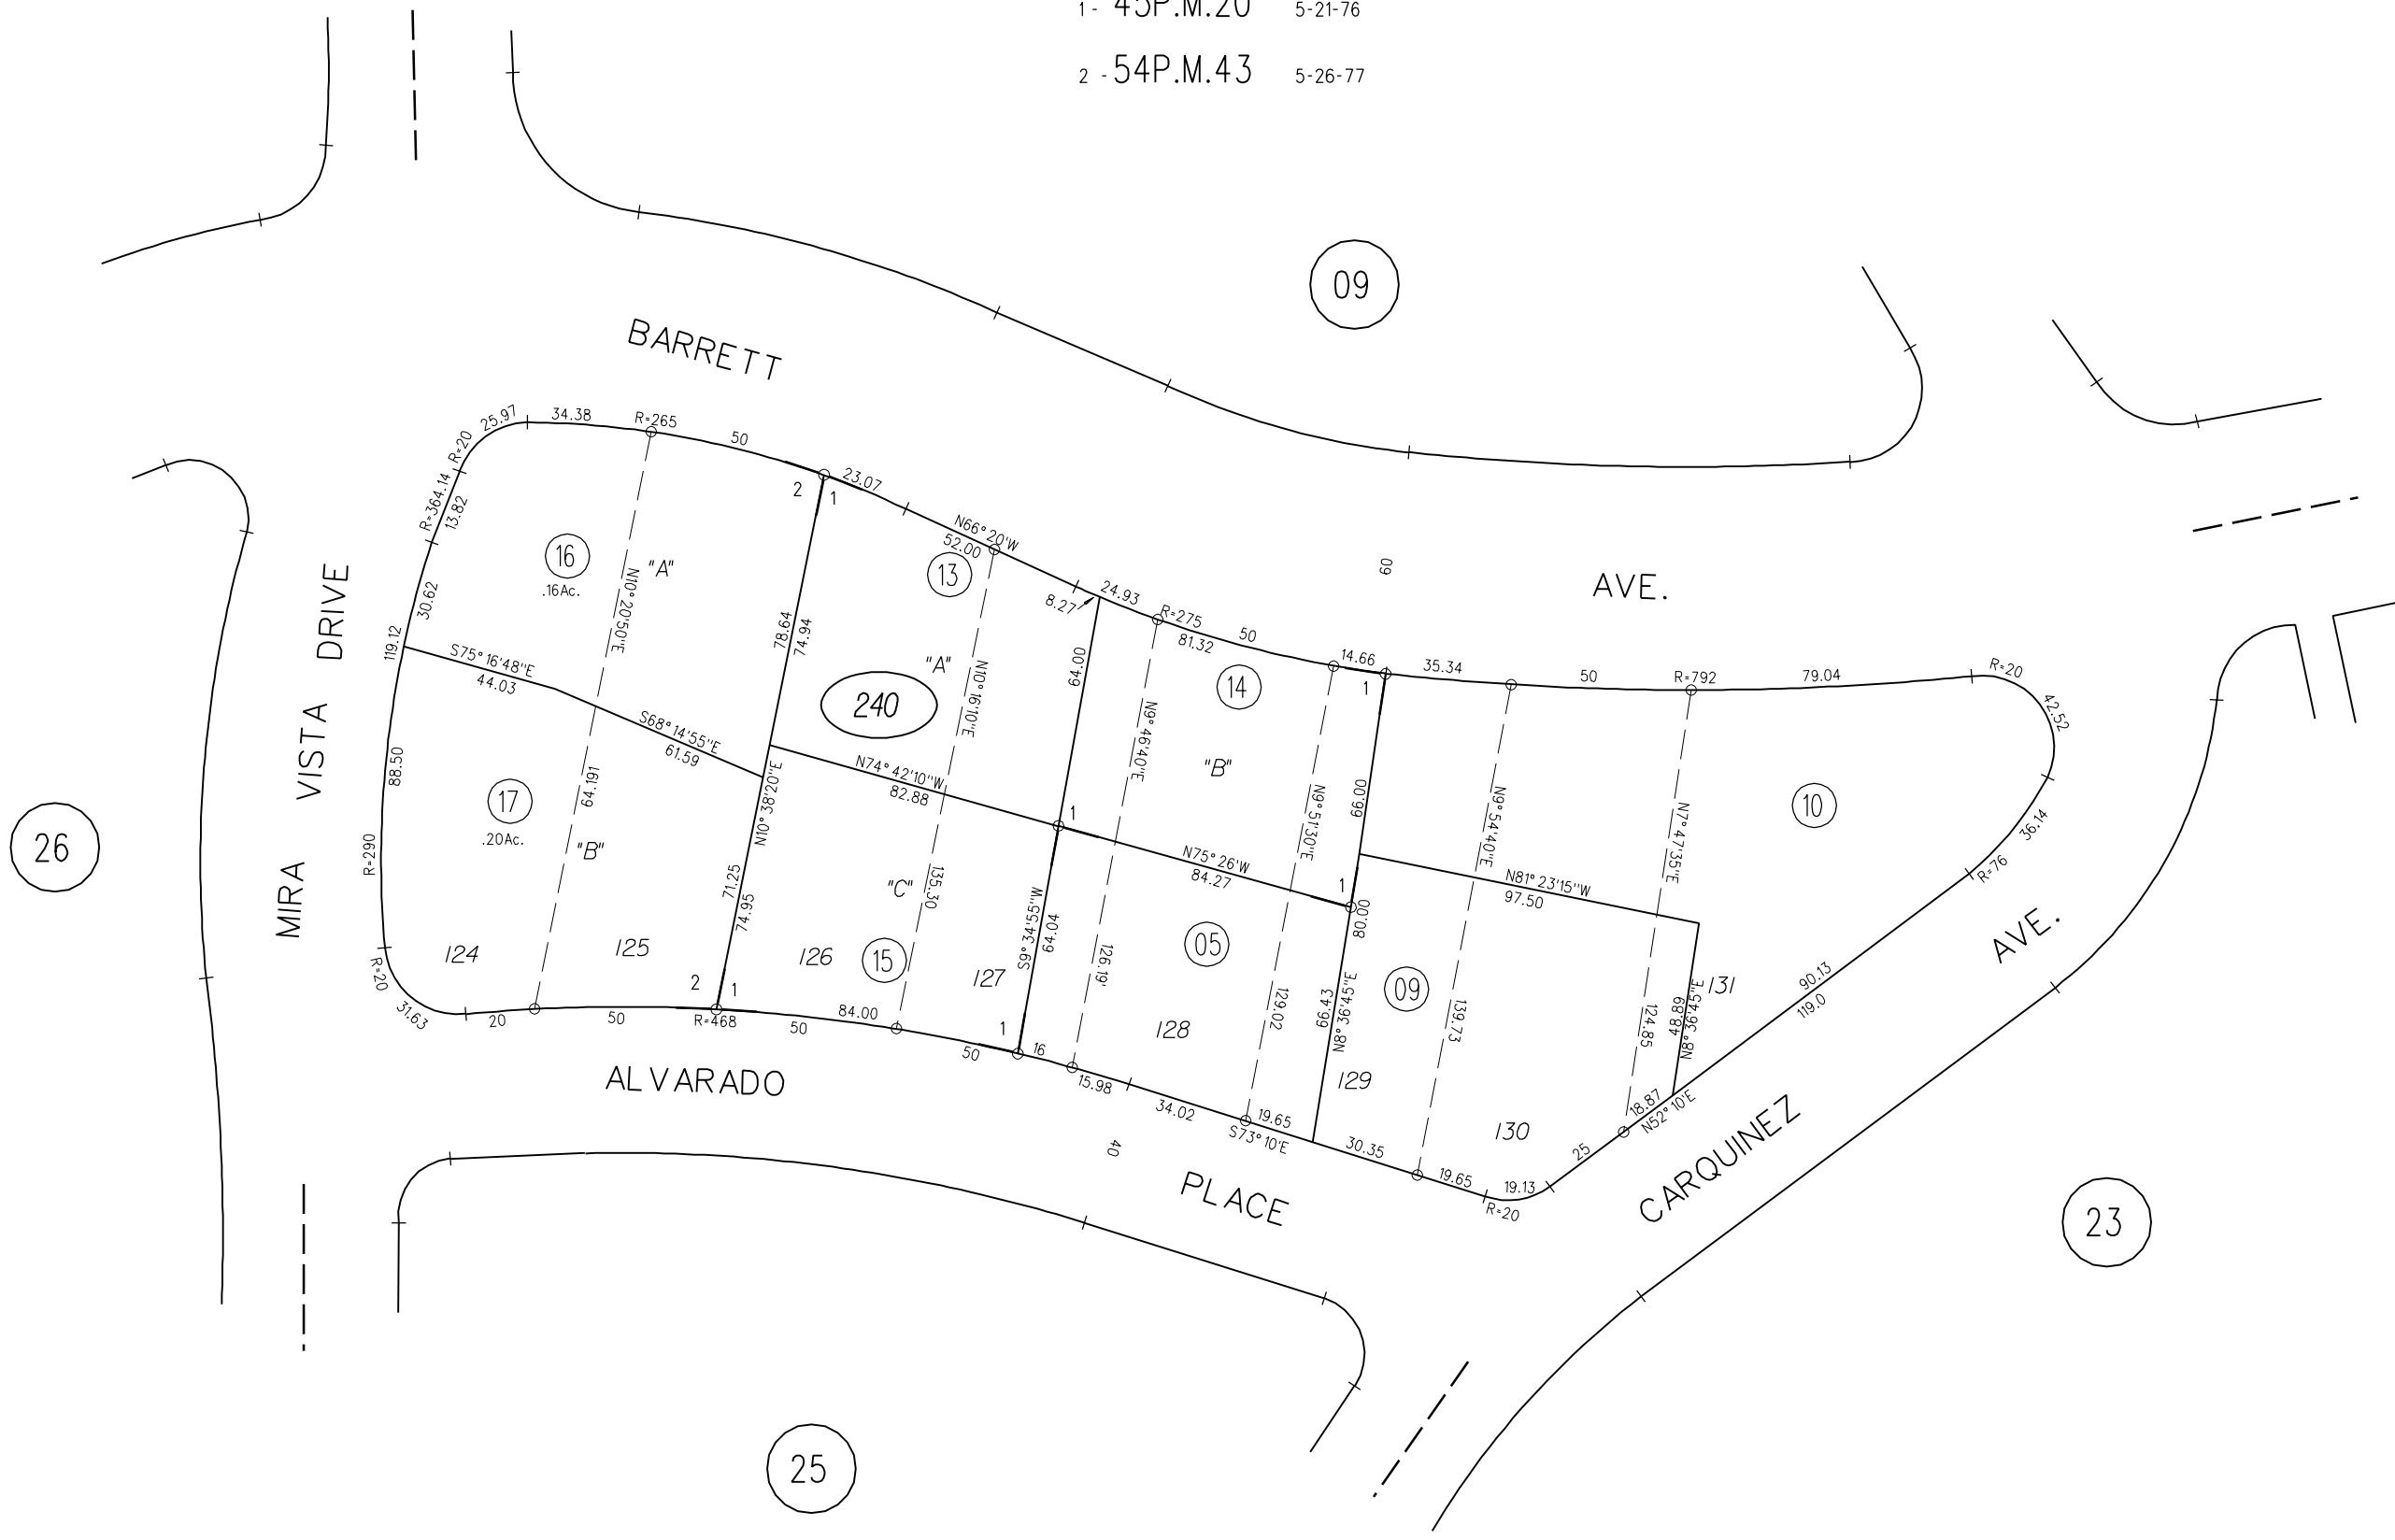 1 - 45P.M.20 5-21-76
2 - 54P.M.43 5-26-77
09
BARRETT
AVE.
60
25.97
34.38
R=265
50
23.07
N66°20'W
52.00
8.27
24.93
R=275
81.32
50
14.66
35.34
50
R=792
79.04
R=20
42.52
R=20
R=364.14
13.82
30.62
119.12
88.50
R=290
R=20
31.63
MIRA VISTA DRIVE
26
16
.16Ac.
"A"
N10°20'50"E
2
1
78.64
74.94
13
"A"
N10°16'10"E
64.00
240
14
"B"
N9°46'40"E
N9°51'30"E
1
66.00
N9°54'40"E
N7°47'35"E
10
36.14
R=76
S75°16'48"E
44.03
S68°14'55"E
61.59
17
.20Ac.
"B"
64.191
N10°38'20"E
71.25
74.95
N74°42'10"W
82.88
1
"C"
135.30
15
S9°34'55"W
64.04
N75°26'W
84.27
1
80.00
05
126.19'
129.02
66.43
N8°36'45"E
N81°23'15"W
97.50
09
139.73
124.85
48.89
N8°36'45"E
131
90.13
119.0
124
125
126
127
128
129
130
2
1
1
20
50
R=468
50
84.00
50
16
15.98
34.02
19.65
S73°10'E
30.35
19.65
R=20
19.13
25
18.87
N52°10'E
ALVARADO
PLACE
40
CARQUINEZ
AVE.
23
25